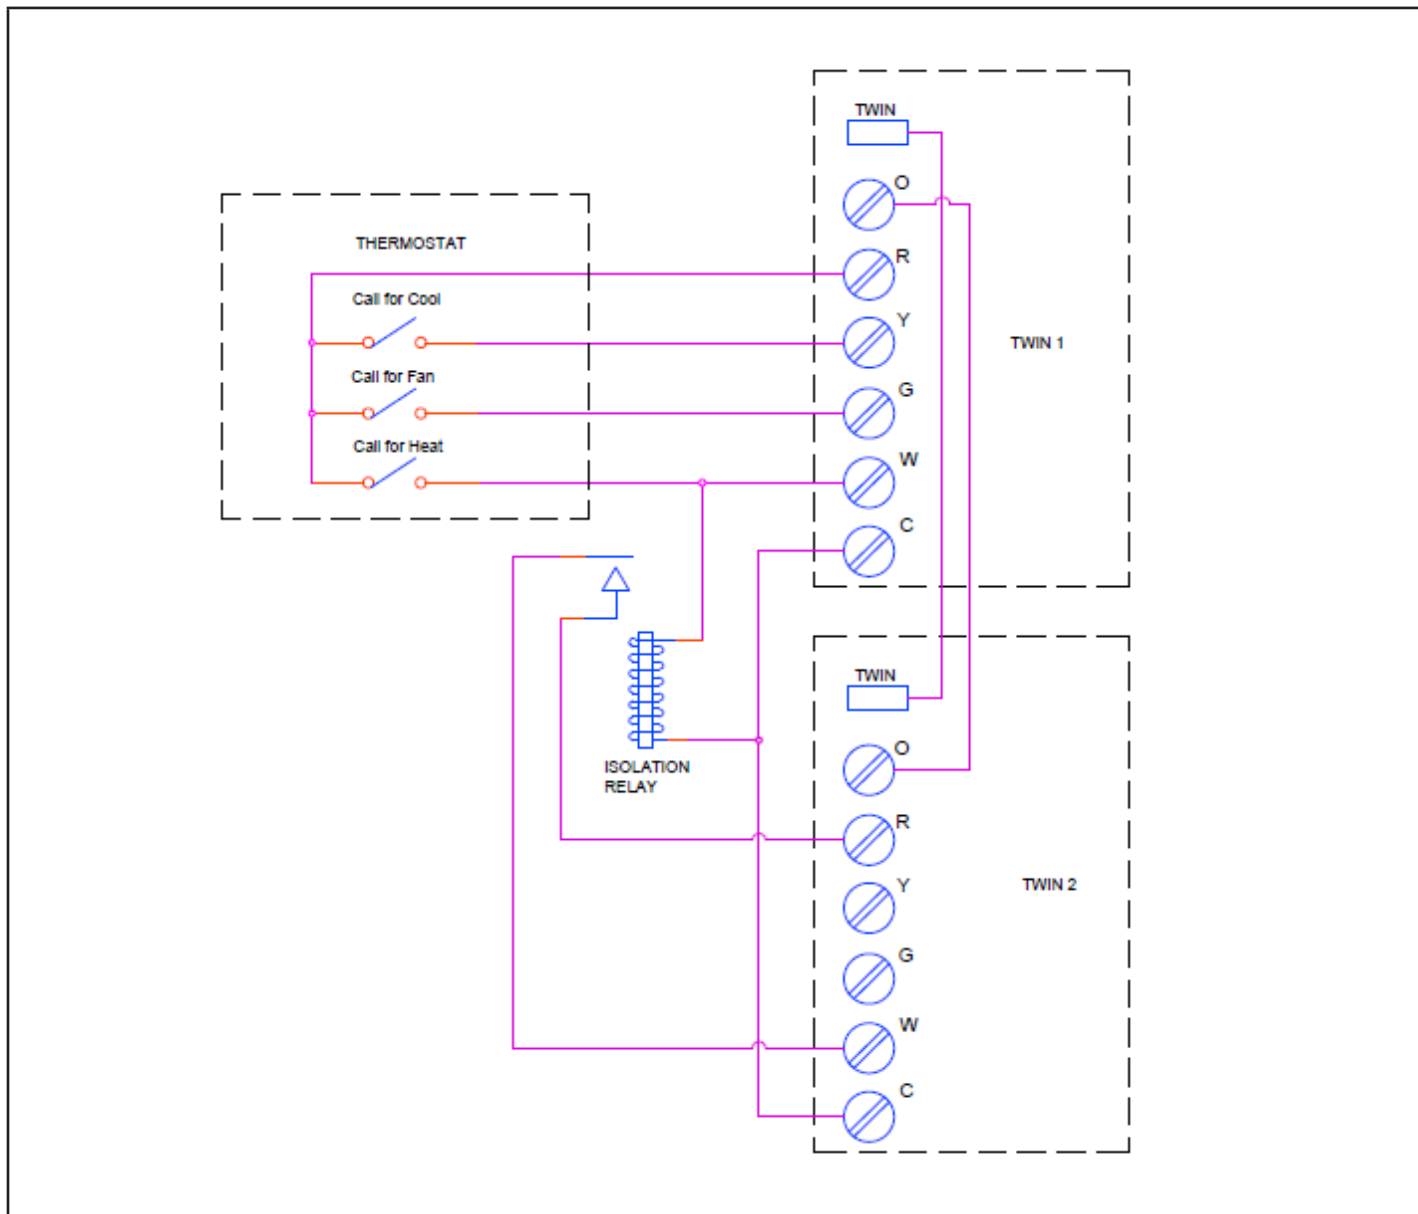 THERMOSTAT
Call for Cool
Call for Fan
Call for Heat
ISOLATION
RELAY
TWIN
O
R
Y
G
W
C
TWIN 1
TWIN
O
R
Y
G
W
C
TWIN 2